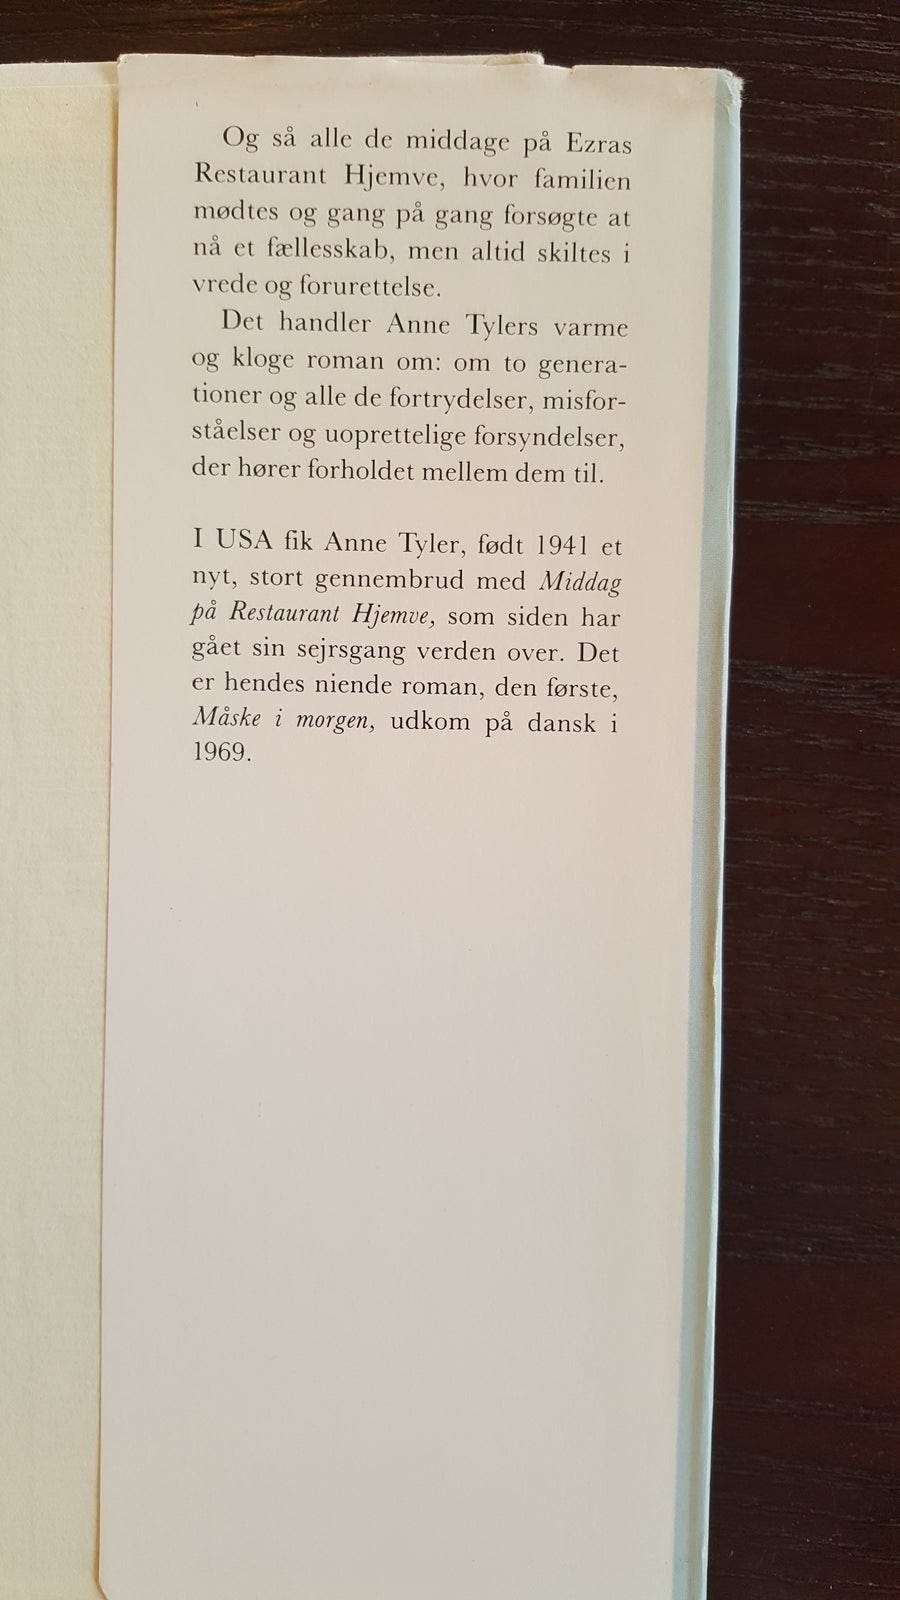 Og så alle de middage på Ezras
Restaurant Hjemve, hvor familien
mødtes og gang på gang forsøgte at
nå et fællesskab, men altid skiltes i
vrede og forurettelse.
Det handler Anne Tylers varme
og kloge roman om: om to genera-
tioner og alle de fortrydelser, misfor-
ståelser og uoprettelige forsyndelser,
der hører forholdet mellem dem til.
I USA fik Anne Tyler, født 1941 et
nyt, stort gennembrud med Middag
på Restaurant Hjemve, som siden har
gået sin sejrsgang verden over. Det
er hendes niende roman, den første,
Måske i morgen, udkom på dansk i
1969.